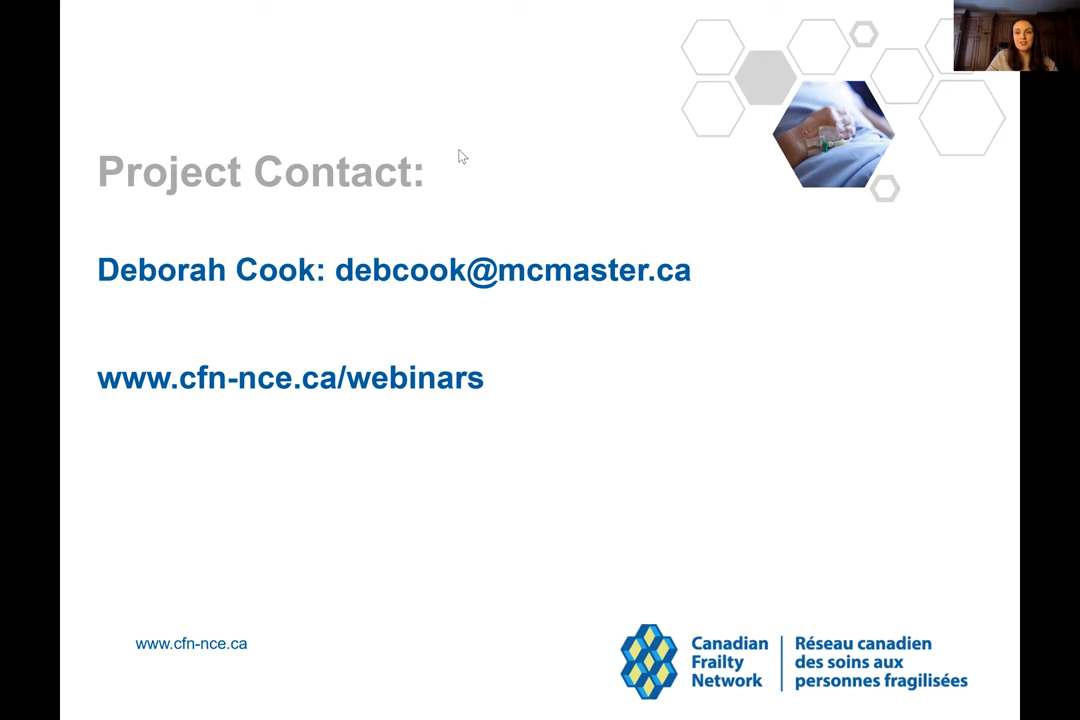 Project Contact:
Deborah Cook: debcook@mcmaster.ca
www.cfn-nce.ca/webinars
www.cfn-nce.ca
Canadian
Frailty
Network
Réseau canadien
des soins aux
personnes fragilisées